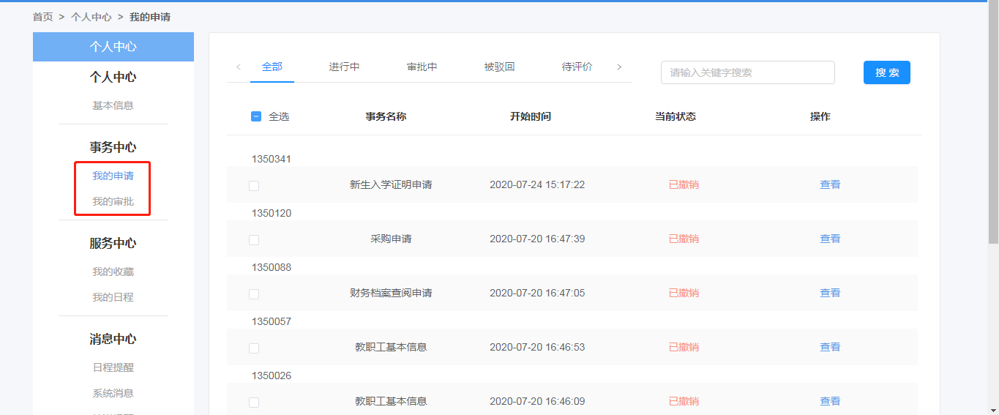 首页 > 个人中心 > 我的申请
个人中心
个人中心
基本信息
事务中心
我的申请
我的审批
服务中心
我的收藏
我的日程
消息中心
日程提醒
系统消息
< 全部 进行中 审批中 被驳回 待评价 >
请输入关键字搜索
搜 索
全选 事务名称 开始时间 当前状态 操作
1350341
新生入学证明申请 2020-07-24 15:17:22 已撤销 查看
1350120
采购申请 2020-07-20 16:47:39 已撤销 查看
1350088
财务档案查阅申请 2020-07-20 16:47:05 已撤销 查看
1350057
教职工基本信息 2020-07-20 16:46:53 已撤销 查看
1350026
教职工基本信息 2020-07-20 16:46:09 已撤销 查看